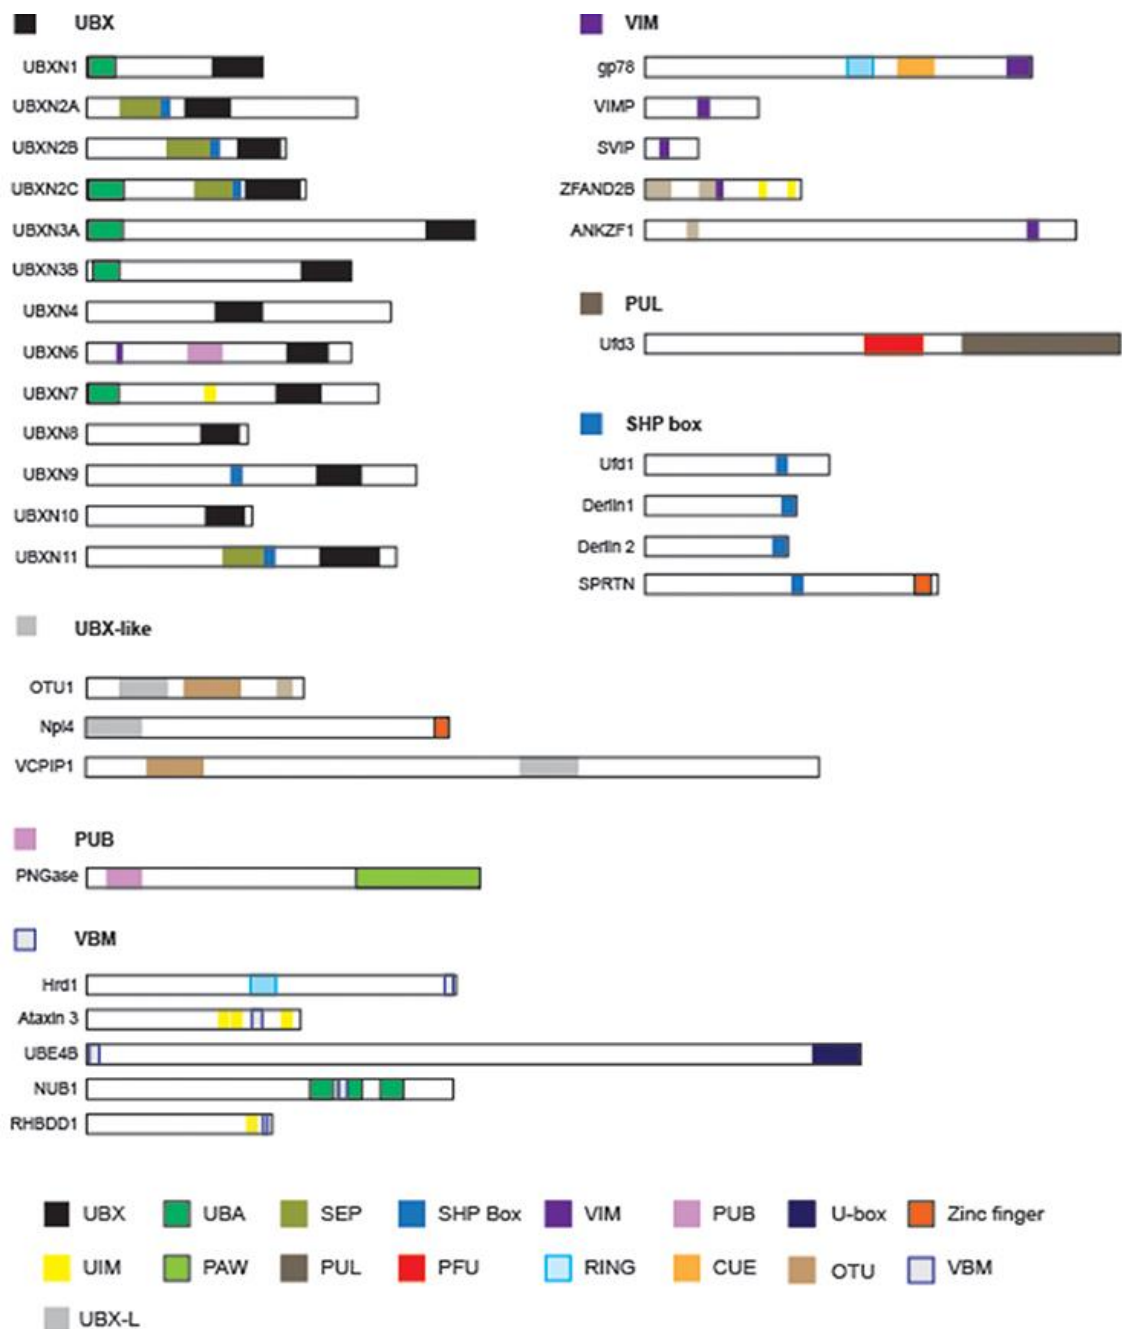 UBX
UBXN1
UBXN2A
UBXN2B
UBXN2C
UBXN3A
UBXN3B
UBXN4
UBXN6
UBXN7
UBXN8
UBXN9
UBXN10
UBXN11
UBX-like
OTU1
Npl4
VCPIP1
PUB
PNGase
VBM
Hrd1
Ataxin 3
UBE4B
NUB1
RHBDD1
VIM
gp78
VIMP
SVIP
ZFAND2B
ANKZF1
PUL
Ufd3
SHP box
Ufd1
Derlin1
Derlin 2
SPRTN
UBX UBA SEP SHP Box VIM PUB U-box Zinc finger
UIM PAW PUL PFU RING CUE OTU VBM
UBX-L